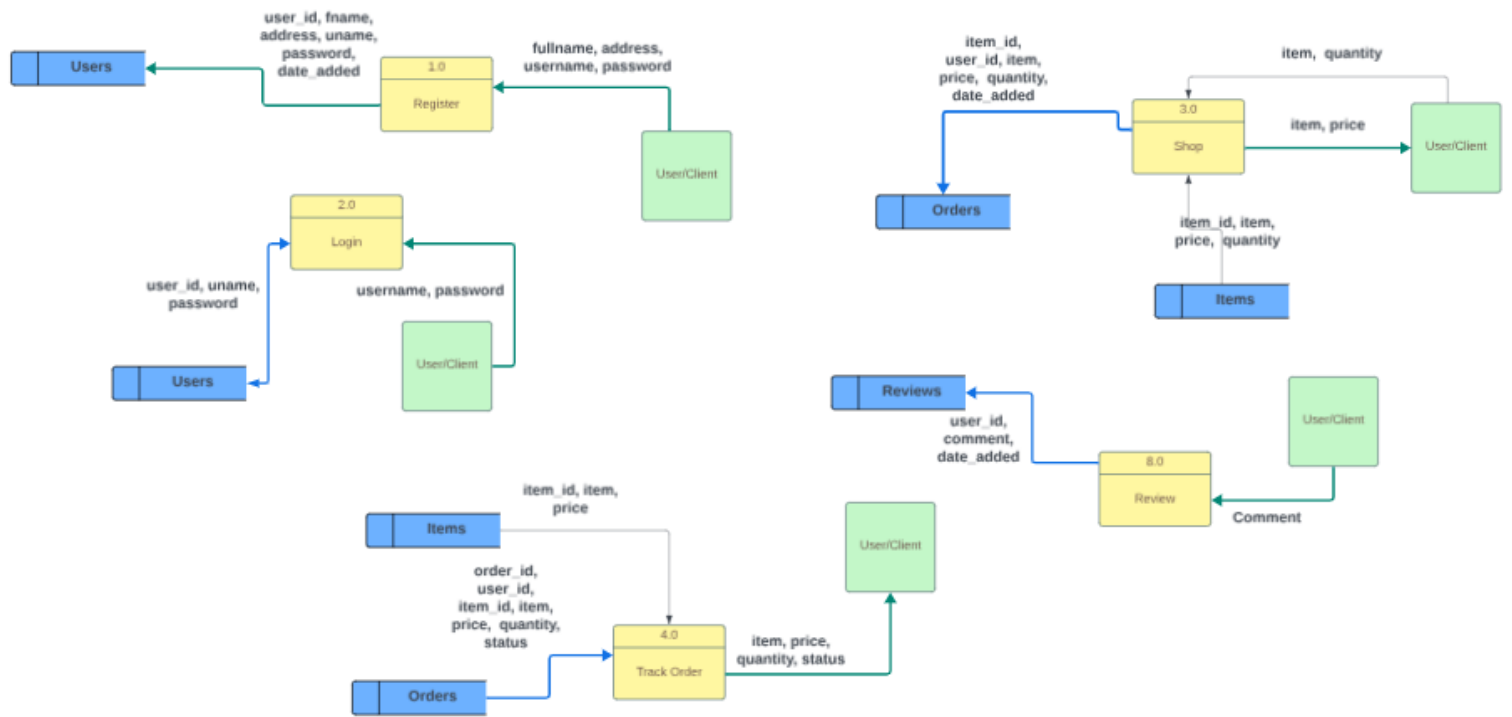 user_id, fname,
address, uname,
password,
date_added
Users
1.0
Register
fullname, address,
username, password
User/Client
2.0
Login
user_id, uname,
password
username, password
User/Client
Users
item_id,
user_id, item,
price, quantity,
date_added
item, quantity
3.0
Shop
item, price
User/Client
Orders
item_id, item,
price, quantity
Items
Reviews
user_id,
comment,
date_added
8.0
Review
User/Client
Comment
item_id, item,
price
Items
order_id,
user_id,
item_id, item,
price, quantity,
status
Orders
4.0
Track Order
item, price,
quantity, status
User/Client